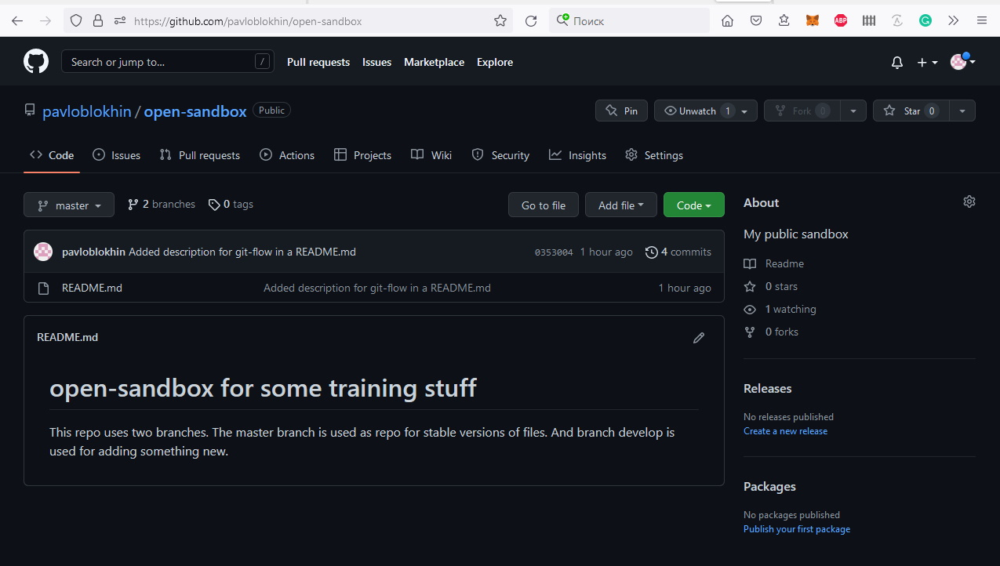 https://github.com/pavloblokhin/open-sandbox
Поиск
ABP
Search or jump to...
/
Pull requests
Issues
Marketplace
Explore
pavloblokhin / open-sandbox
Public
Pin
Unwatch 1
Fork 0
Star 0
Code
Issues
Pull requests
Actions
Projects
Wiki
Security
Insights
Settings
master
2 branches
0 tags
Go to file
Add file
Code
pavloblokhin Added description for git-flow in a README.md
0353004 1 hour ago
4 commits
README.md
Added description for git-flow in a README.md
1 hour ago
README.md
open-sandbox for some training stuff
This repo uses two branches. The master branch is used as repo for stable versions of files. And branch develop is
used for adding something new.
About
My public sandbox
Readme
0 stars
1 watching
0 forks
Releases
No releases published
Create a new release
Packages
No packages published
Publish your first package